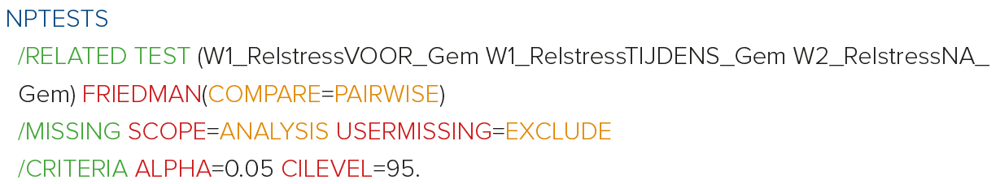 NPTESTS
/RELATED TEST (W1_RelstressVOOR_Gem W1_RelstressTIJDENS_Gem W2_RelstressNA_
Gem) FRIEDMAN(COMPARE=PAIRWISE)
/MISSING SCOPE=ANALYSIS USERMISSING=EXCLUDE
/CRITERIA ALPHA=0.05 CILEVEL=95.